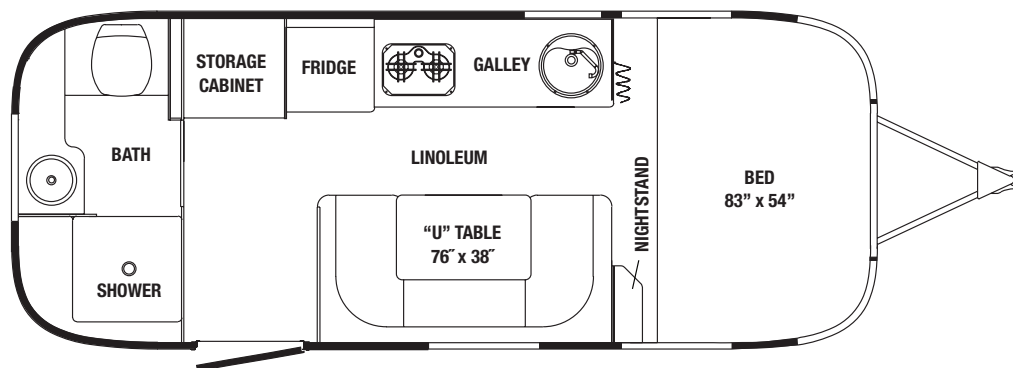 STORAGE
CABINET
FRIDGE
GALLEY
BATH
LINOLEUM
BED
83” x 54”
NIGHTSTAND
“U” TABLE
76˝ x 38˝
SHOWER